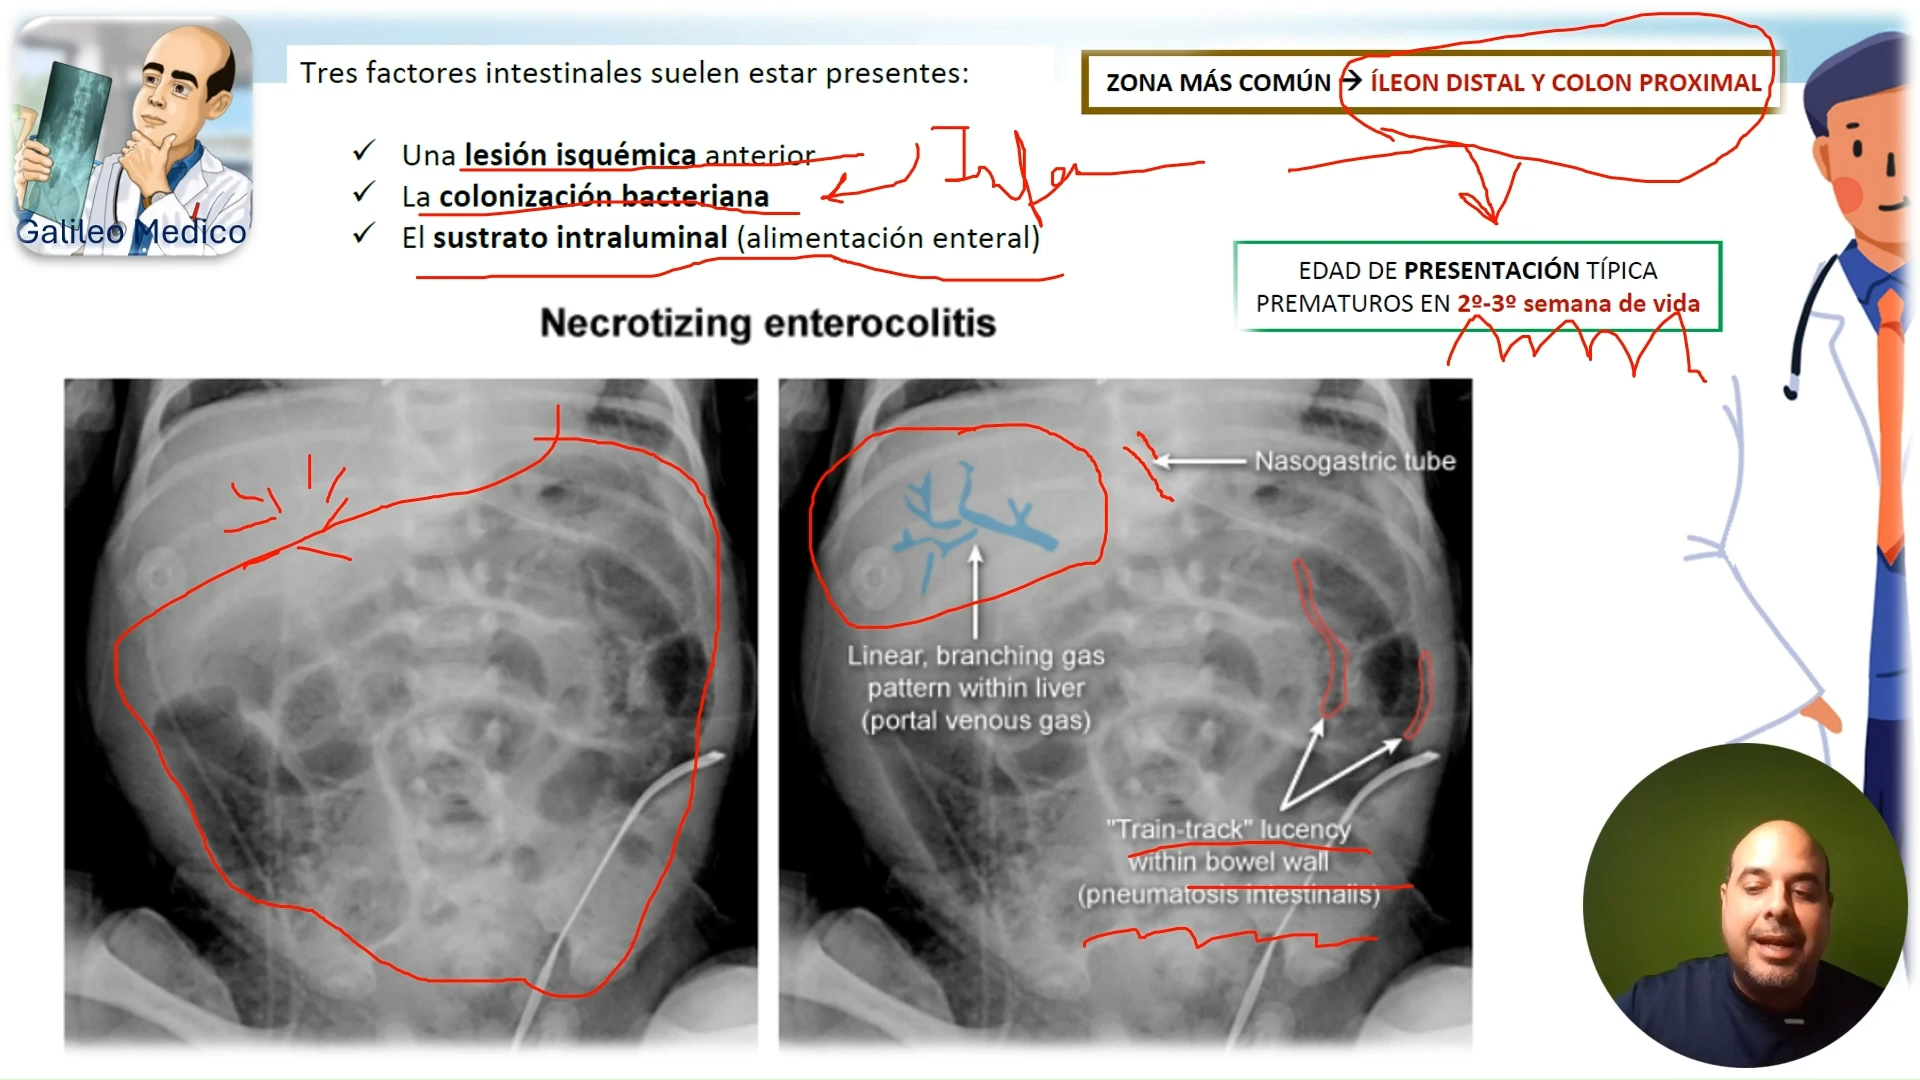 Galileo Medico
Tres factores intestinales suelen estar presentes:
✓ Una lesión isquémica anterior
✓ La colonización bacteriana
✓ El sustrato intraluminal (alimentación enteral)
ZONA MÁS COMÚN → ÍLEON DISTAL Y COLON PROXIMAL
EDAD DE PRESENTACIÓN TÍPICA
PREMATUROS EN 2º-3º semana de vida
Necrotizing enterocolitis
Nasogastric tube
Linear, branching gas
pattern within liver
(portal venous gas)
"Train-track" lucency
within bowel wall
(pneumatosis intestinalis)